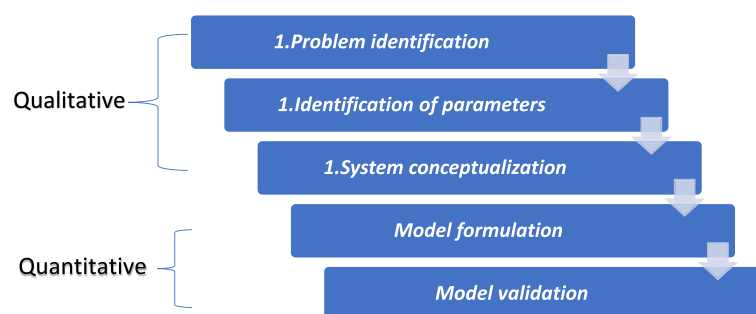 1.Problem identification
Qualitative
1.Identification of parameters
1.System conceptualization
Model formulation
Quantitative
Model validation